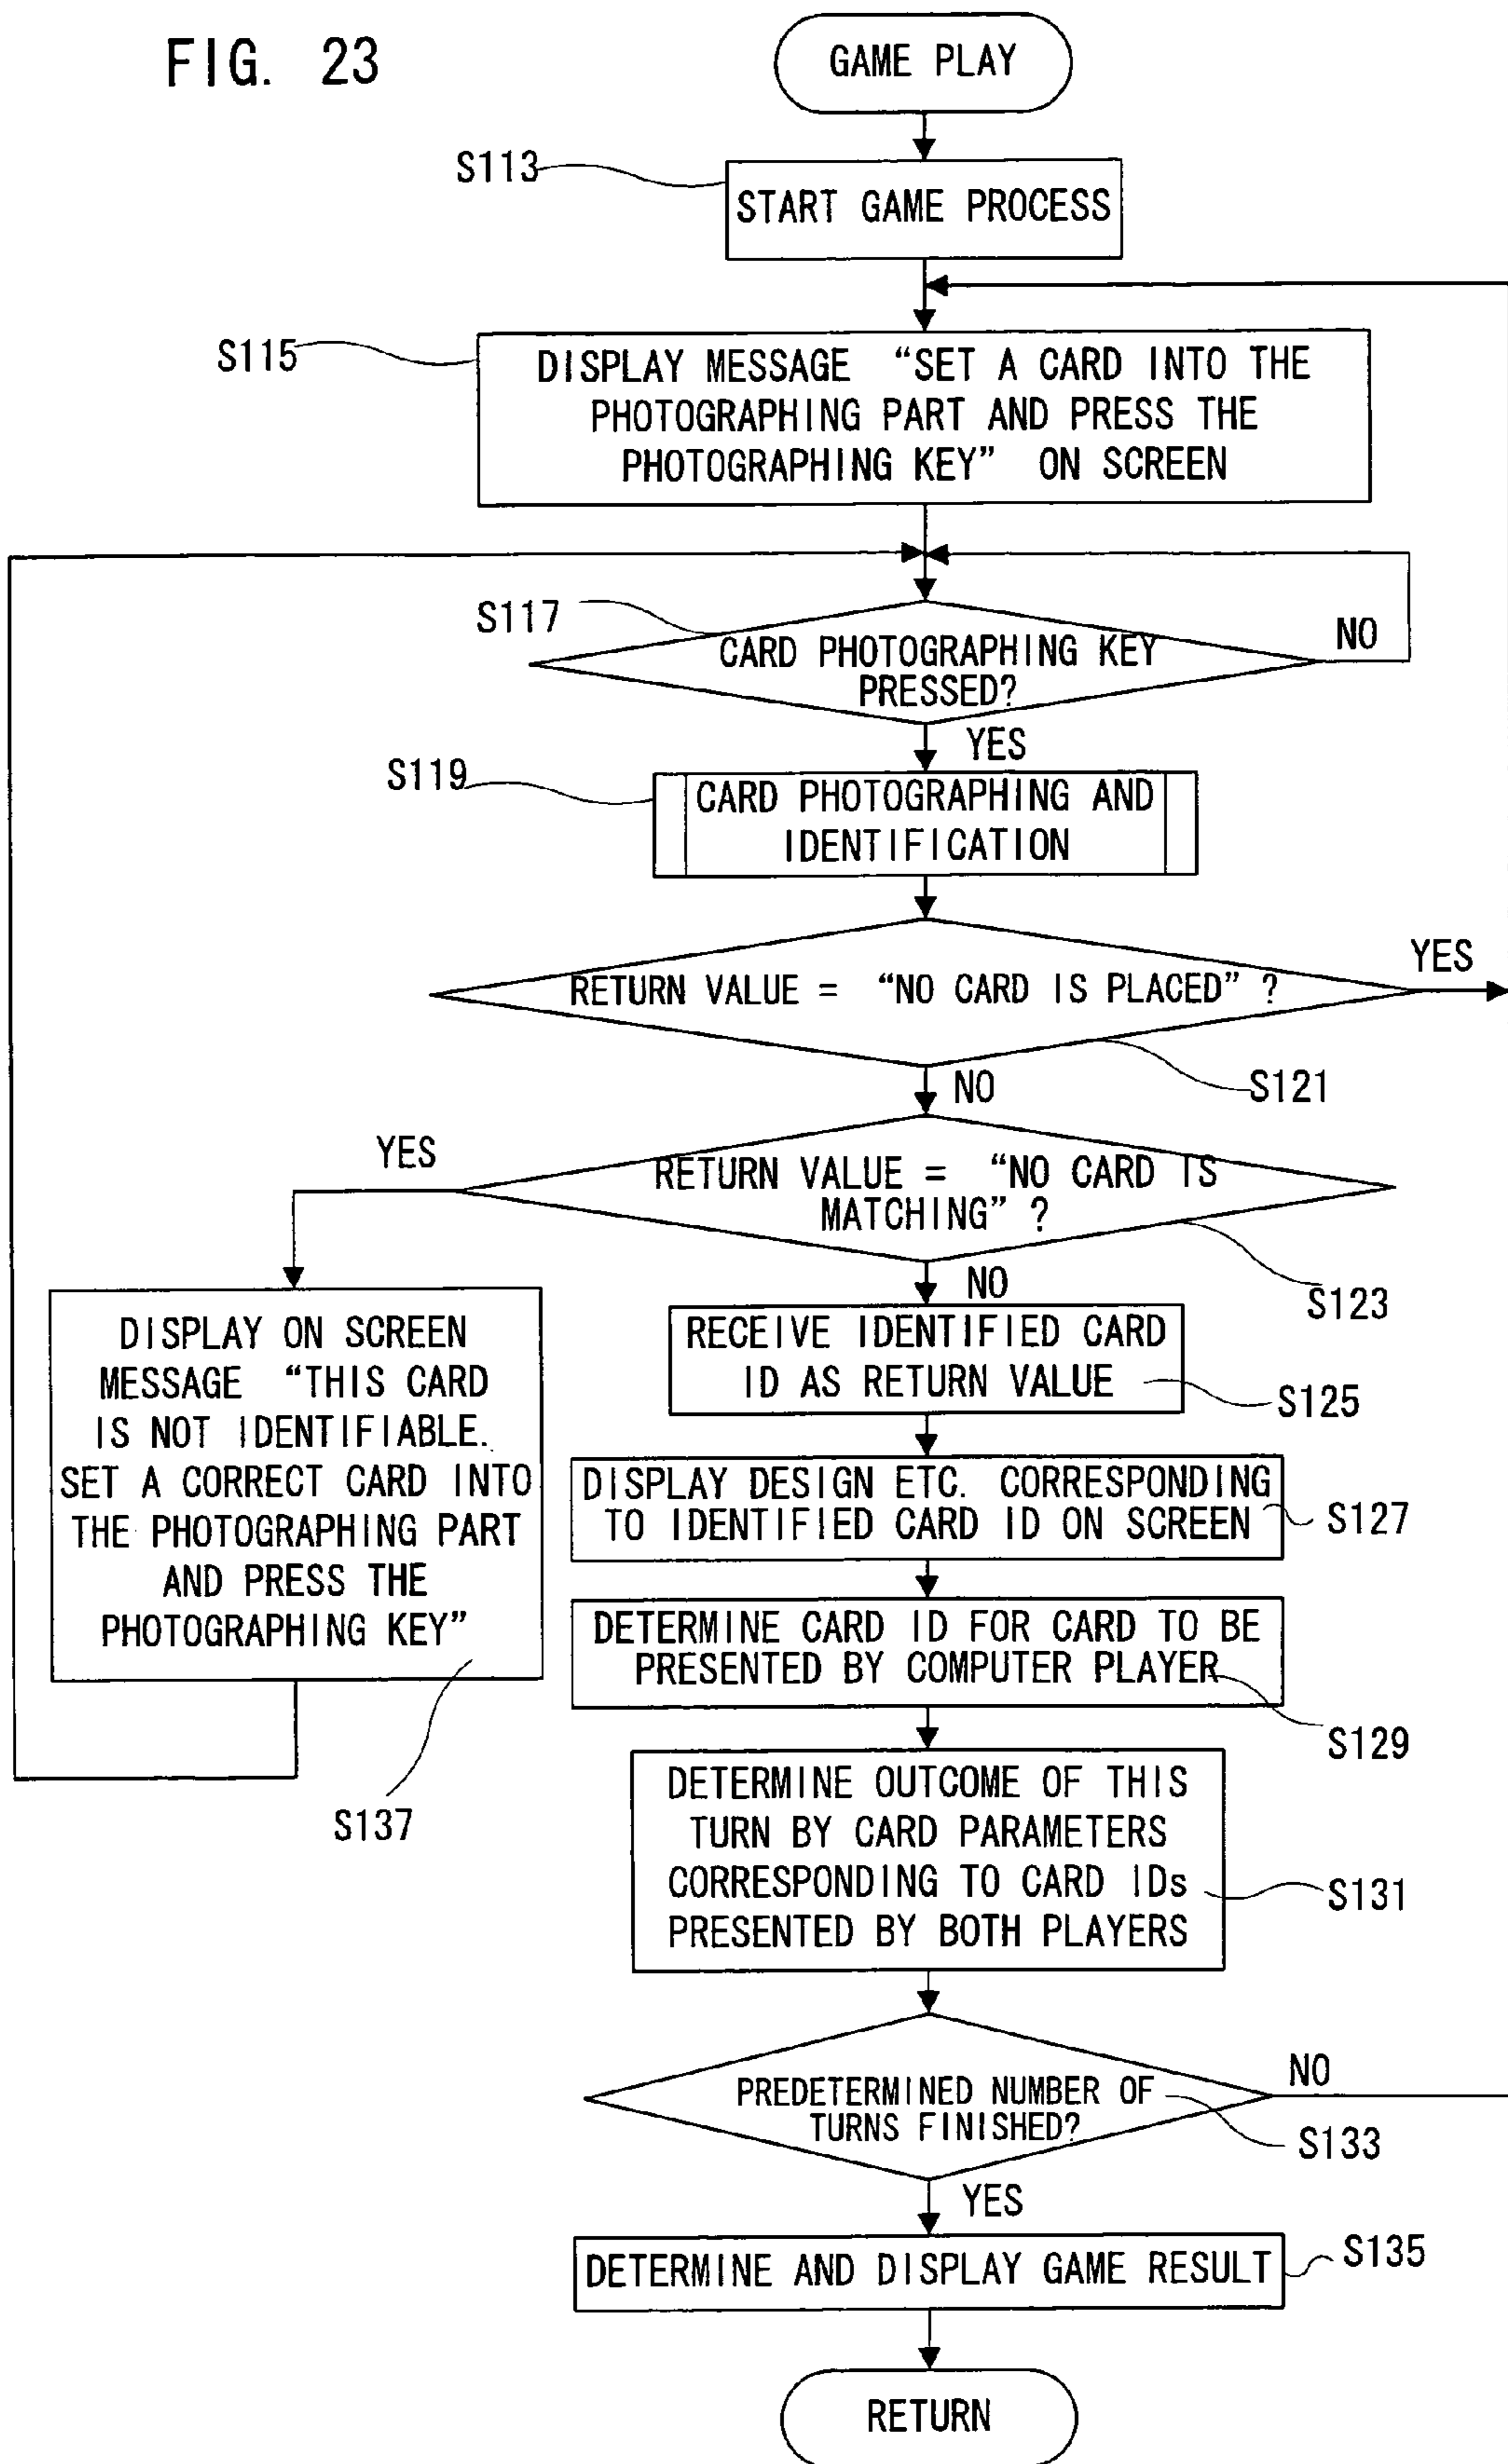 FIG. 23
GAME PLAY
S113
START GAME PROCESS
S115
DISPLAY MESSAGE “SET A CARD INTO THE
PHOTOGRAPHING PART AND PRESS THE
PHOTOGRAPHING KEY” ON SCREEN
S117
CARD PHOTOGRAPHING KEY
PRESSED?
NO
YES
S119
CARD PHOTOGRAPHING AND
IDENTIFICATION
RETURN VALUE = “NO CARD IS PLACED” ?
YES
S121
NO
YES
RETURN VALUE = “NO CARD IS
MATCHING” ?
S123
NO
DISPLAY ON SCREEN
MESSAGE “THIS CARD
IS NOT IDENTIFIABLE.
SET A CORRECT CARD INTO
THE PHOTOGRAPHING PART
AND PRESS THE
PHOTOGRAPHING KEY”
S137
RECEIVE IDENTIFIED CARD
ID AS RETURN VALUE
S125
DISPLAY DESIGN ETC. CORRESPONDING
TO IDENTIFIED CARD ID ON SCREEN
S127
DETERMINE CARD ID FOR CARD TO BE
PRESENTED BY COMPUTER PLAYER
S129
DETERMINE OUTCOME OF THIS
TURN BY CARD PARAMETERS
CORRESPONDING TO CARD IDs
PRESENTED BY BOTH PLAYERS
S131
PREDETERMINED NUMBER OF
TURNS FINISHED?
NO
S133
YES
DETERMINE AND DISPLAY GAME RESULT
S135
RETURN